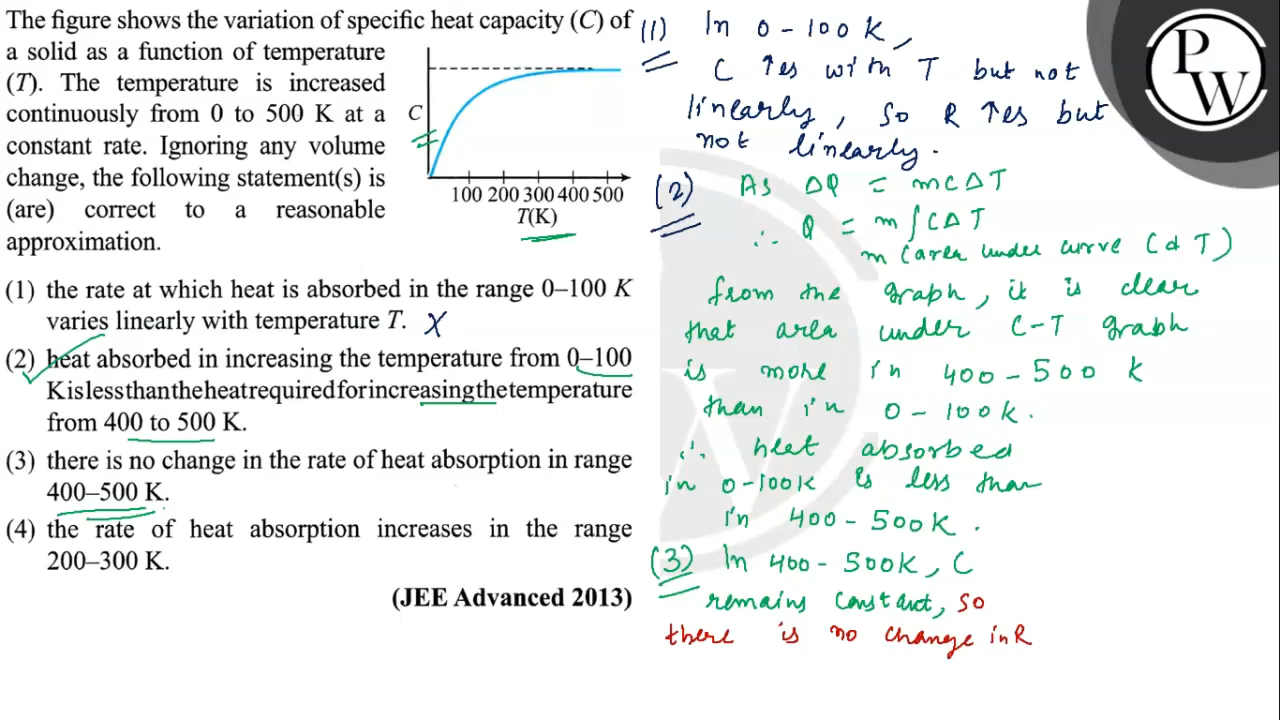 The figure shows the variation of specific heat capacity (C) of
a solid as a function of temperature
(T). The temperature is increased
continuously from 0 to 500 K at a
constant rate. Ignoring any volume
change, the following statement(s) is
(are) correct to a reasonable
approximation.
C
100 200 300 400 500
T(K)
(1) the rate at which heat is absorbed in the range 0–100 K
varies linearly with temperature T. X
(2) heat absorbed in increasing the temperature from 0–100
K is less than the heat required for increasing the temperature
from 400 to 500 K.
(3) there is no change in the rate of heat absorption in range
400–500 K.
(4) the rate of heat absorption increases in the range
200–300 K.
(JEE Advanced 2013)
(1) In 0 - 100 K,
C ↑es with T but not
linearly, so R ↑es but
not linearly.
(2) As ΔQ = mCΔT
∴ Q = m∫CΔT
m (area under curve CdT)
from the graph, it is clear
that area under C-T graph
is more in 400 - 500 K
than in 0 - 100K.
∴ heat absorbed
in 0-100K is less than
in 400 - 500K.
(3) In 400 - 500K, C
remains constant, so
there is no change in R
P
W